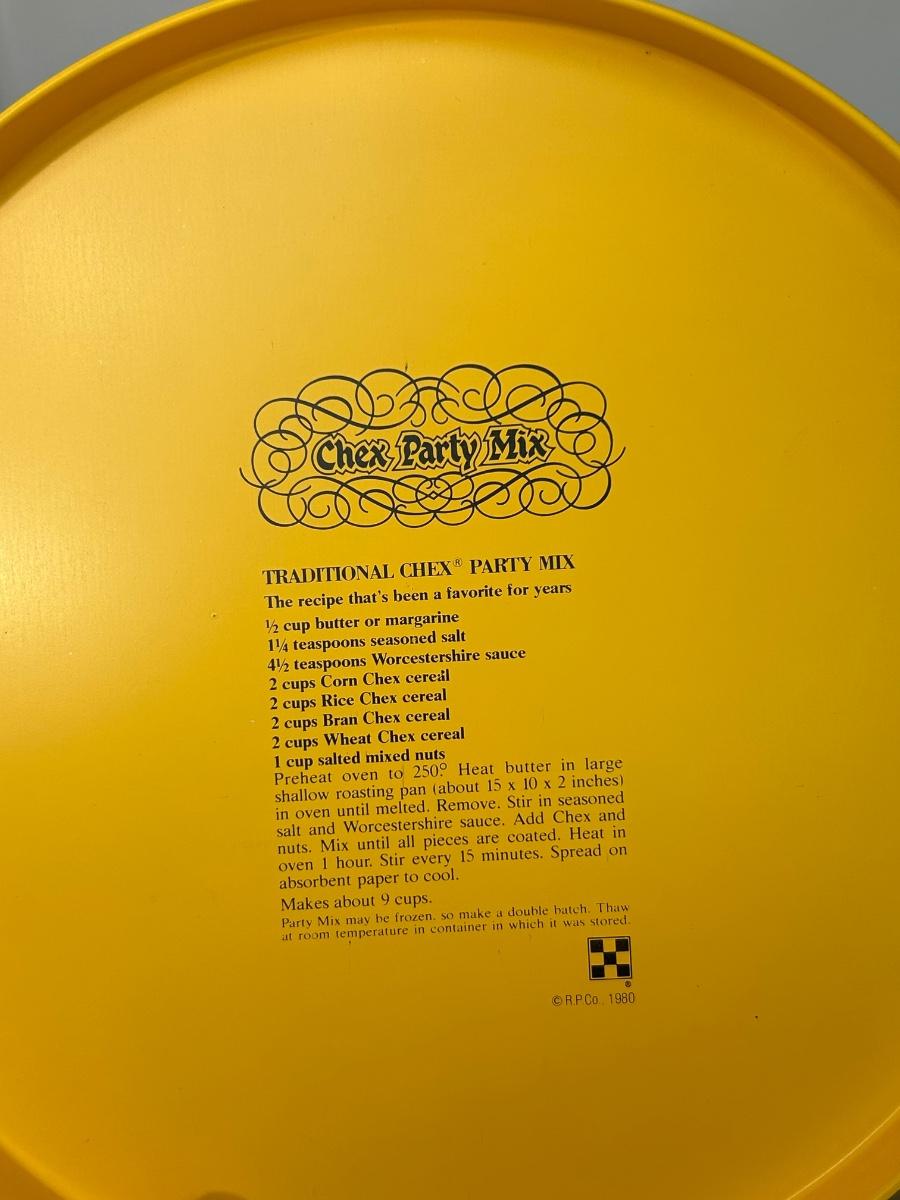 Chex Party Mix
TRADITIONAL CHEX® PARTY MIX
The recipe that's been a favorite for years
½ cup butter or margarine
1¼ teaspoons seasoned salt
4½ teaspoons Worcestershire sauce
2 cups Corn Chex cereal
2 cups Rice Chex cereal
2 cups Bran Chex cereal
2 cups Wheat Chex cereal
1 cup salted mixed nuts
Preheat oven to 250°. Heat butter in large
shallow roasting pan (about 15 x 10 x 2 inches)
in oven until melted. Remove. Stir in seasoned
salt and Worcestershire sauce. Add Chex and
nuts. Mix until all pieces are coated. Heat in
oven 1 hour. Stir every 15 minutes. Spread on
absorbent paper to cool.
Makes about 9 cups.
Party Mix may be frozen, so make a double batch. Thaw
at room temperature in container in which it was stored.
®
© R.P.Co., 1980